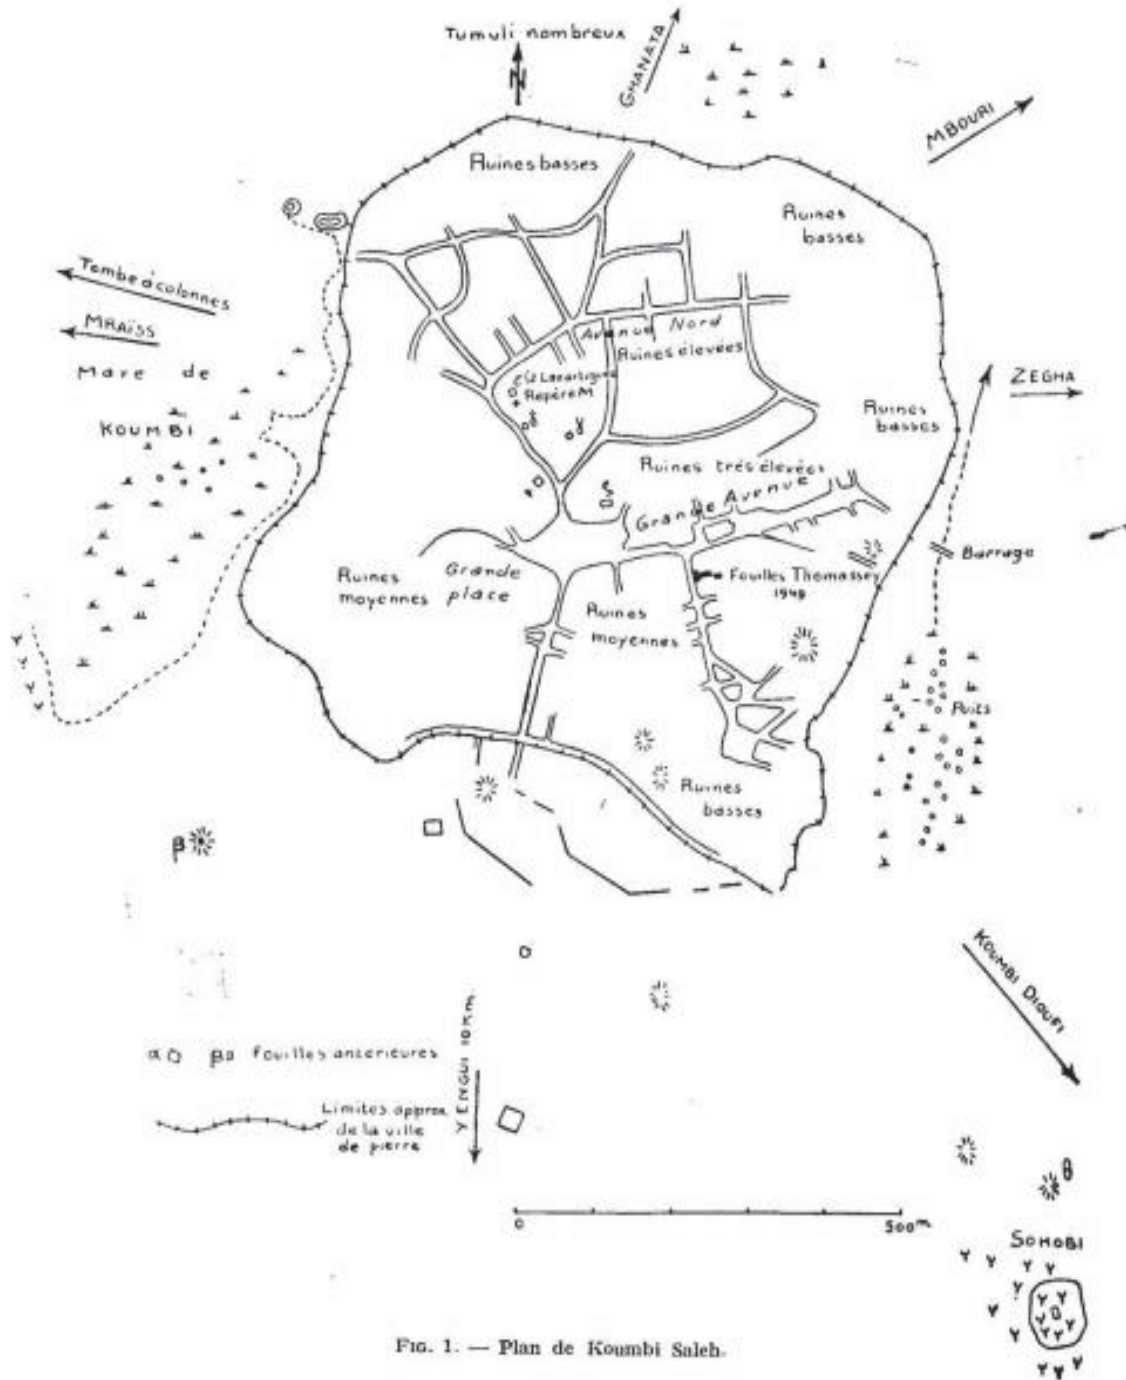 Tumuli nombreux
N
GHANATA
MBOURI
Ruines basses
Ruines
basses
Tombe à colonnes
MRAÏSS
Mare de
KOUMBI
Avenue Nord
Ruines élevées
Repère M
ZEGHA
Ruines
basses
Ruines très élevées
Grande Avenue
Barrage
Ruines
moyennes
Grande
place
Fouilles Thomassey
1949
Ruines
moyennes
Puits
Ruines
basses
β
KOUMBI DIOUFI
α β Fouilles antérieures
YENGUI 10 Km.
Limites approx.
de la ville
de pierre
0 500m
θ
SOMOBI
FIG. 1. — Plan de Koumbi Saleh.